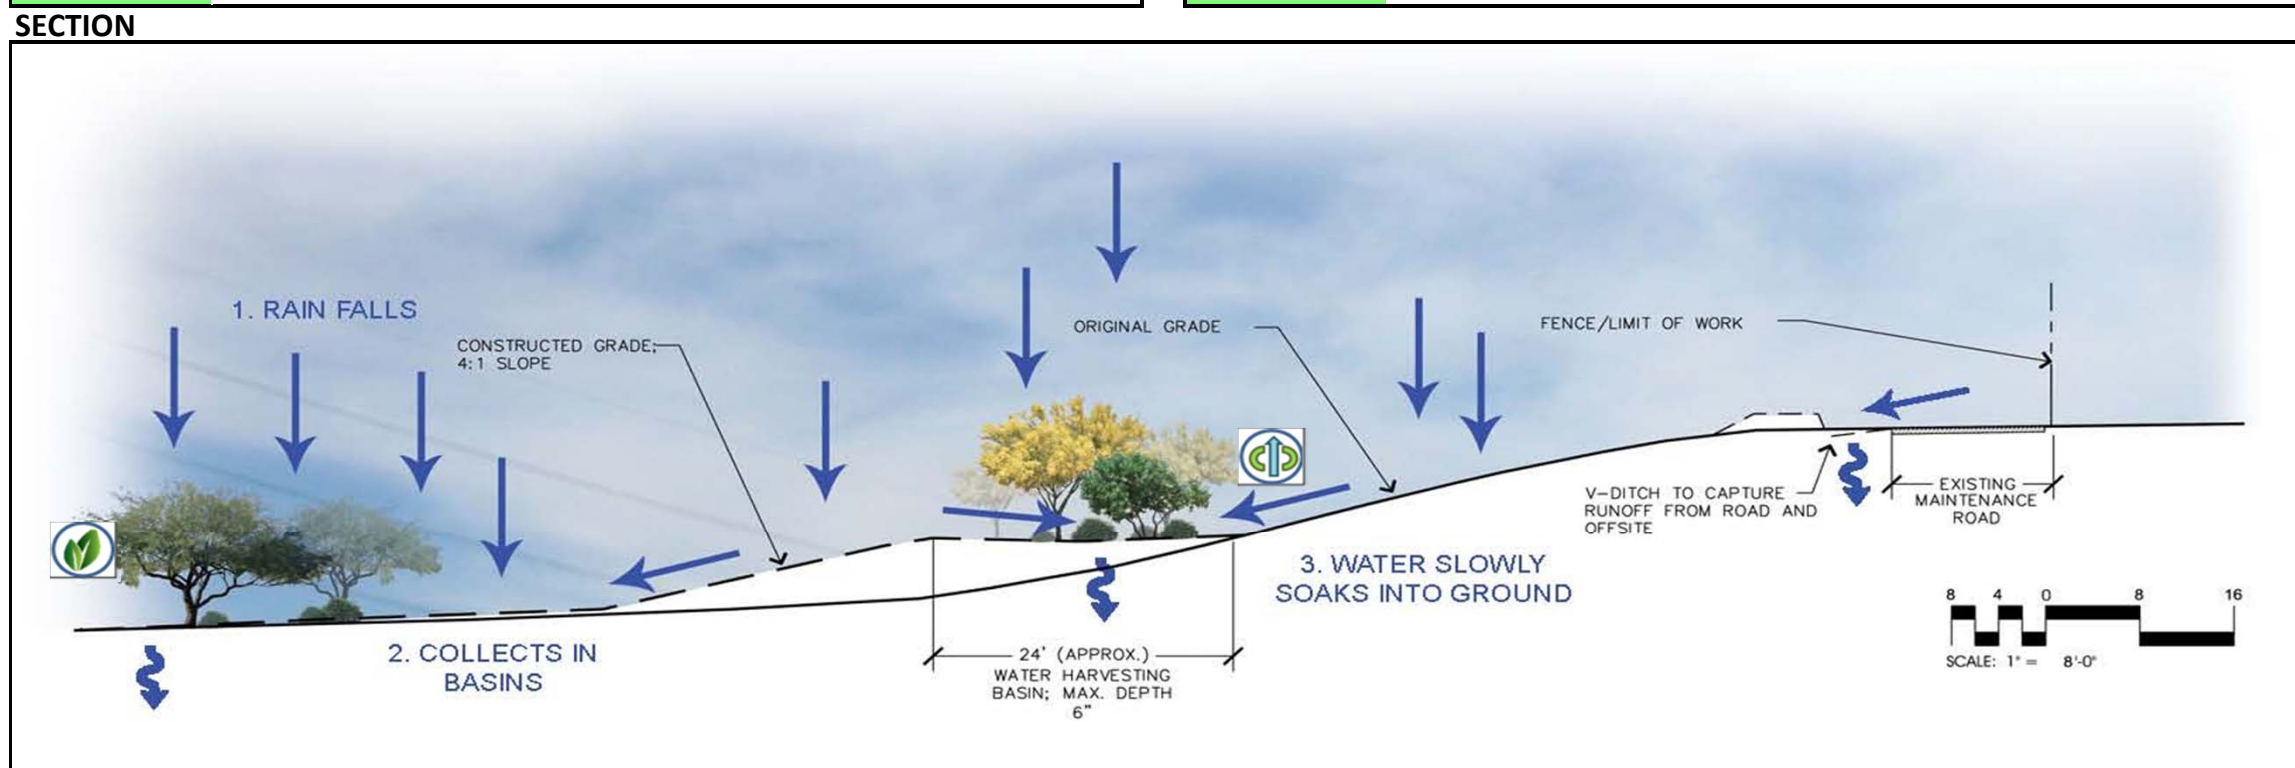 SECTION
1. RAIN FALLS
CONSTRUCTED GRADE;
4:1 SLOPE
ORIGINAL GRADE
FENCE/LIMIT OF WORK
V-DITCH TO CAPTURE
RUNOFF FROM ROAD AND
OFFSITE
EXISTING
MAINTENANCE
ROAD
2. COLLECTS IN
BASINS
3. WATER SLOWLY
SOAKS INTO GROUND
24' (APPROX.)
WATER HARVESTING
BASIN; MAX. DEPTH
6"
8 4 0 8 16
SCALE: 1" = 8'-0"